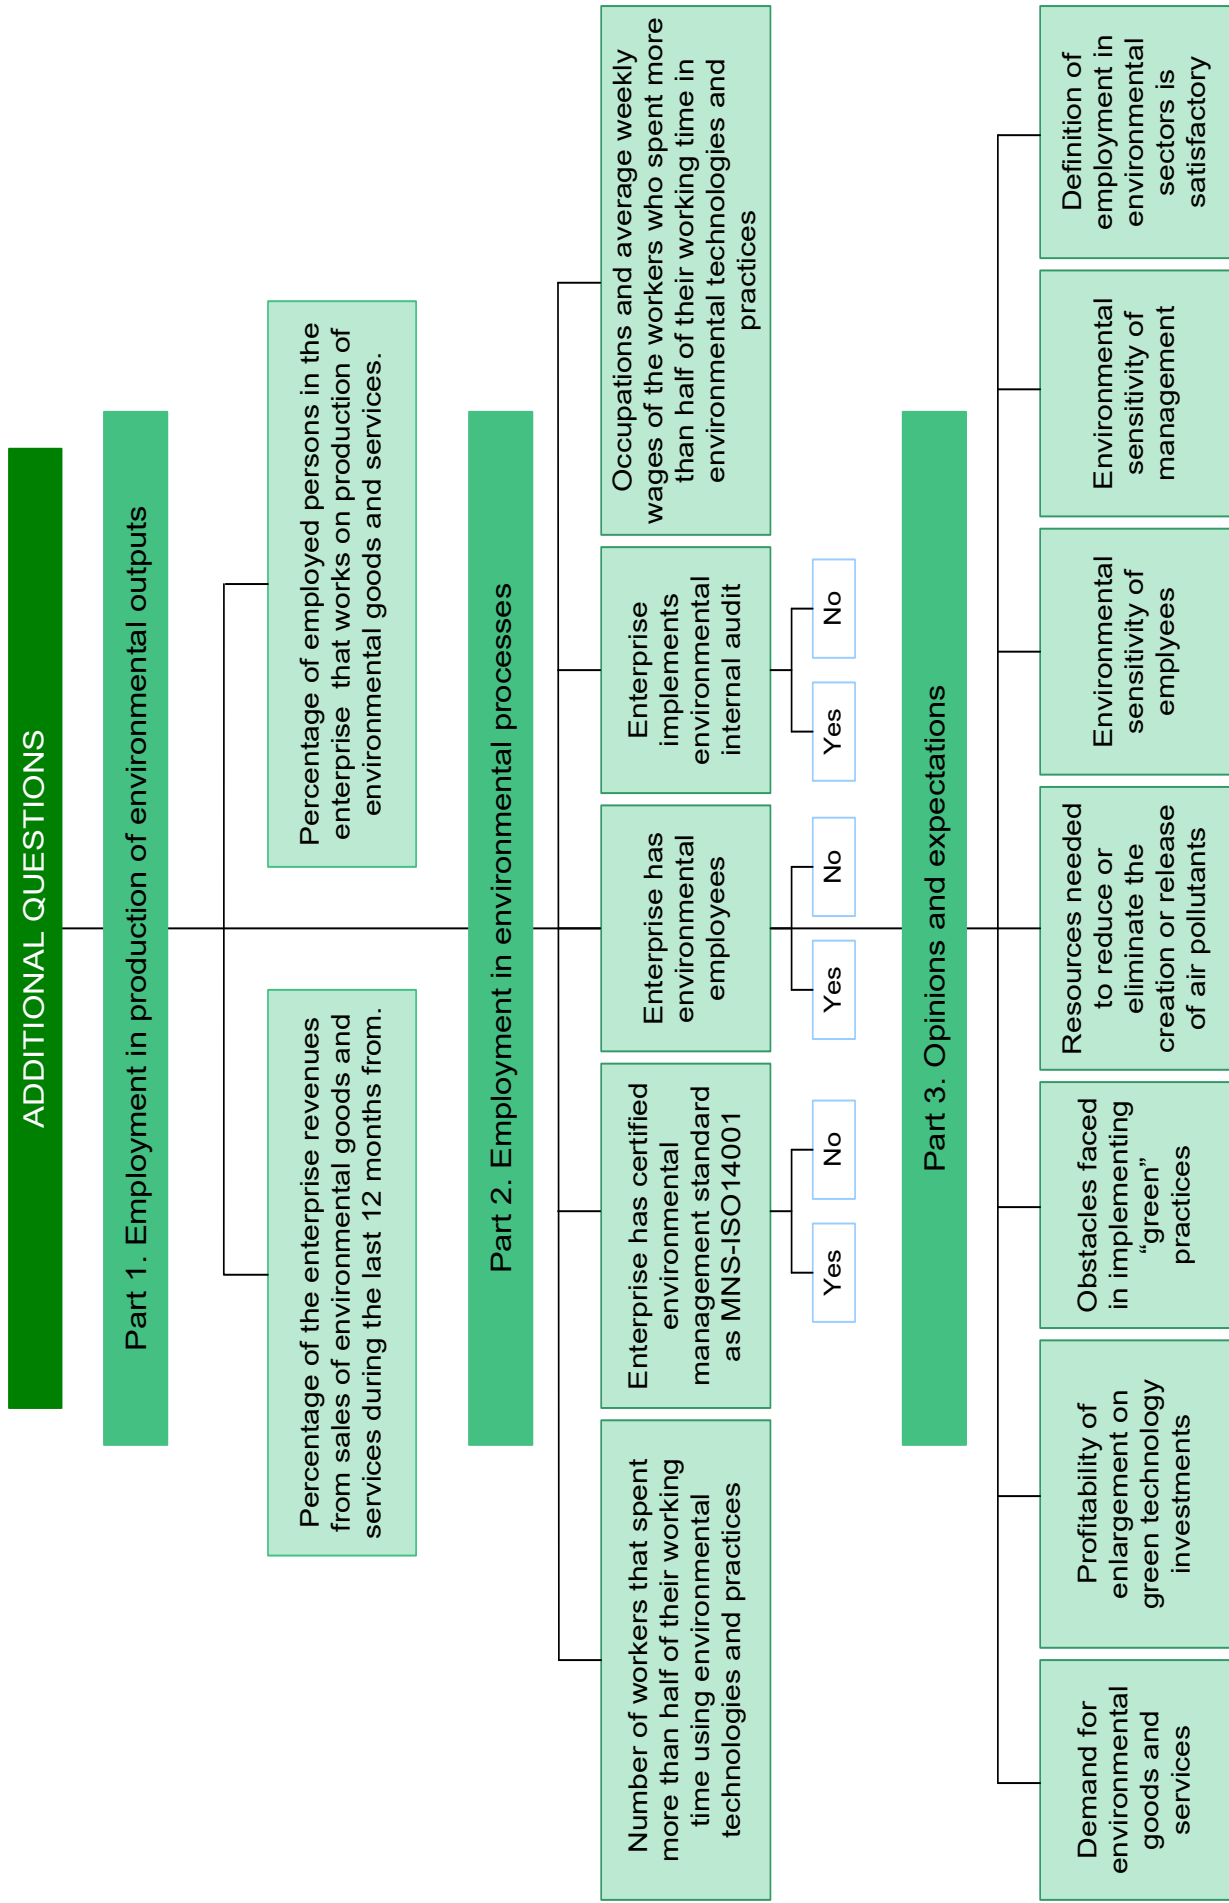 ADDITIONAL QUESTIONS
Part 1. Employment in production of environmental outputs
Percentage of the enterprise revenues
from sales of environmental goods and
services during the last 12 months from.
Percentage of employed persons in the
enterprise that works on production of
environmental goods and services.
Part 2. Employment in environmental processes
Number of workers that spent
more than half of their working
time using environmental
technologies and practices
Enterprise has certified
environmental
management standard
as MNS-ISO14001
Yes
No
Enterprise has
environmental
employees
Yes
No
Enterprise
implements
environmental
internal audit
Yes
No
Occupations and average weekly
wages of the workers who spent more
than half of their working time in
environmental technologies and
practices
Part 3. Opinions and expectations
Demand for
environmental
goods and
services
Profitability of
enlargement on
green technology
investments
Obstacles faced
in implementing
“green”
practices
Resources needed
to reduce or
eliminate the
creation or release
of air pollutants
Environmental
sensitivity of
emplyees
Environmental
sensitivity of
management
Definition of
employment in
environmental
sectors is
satisfactory